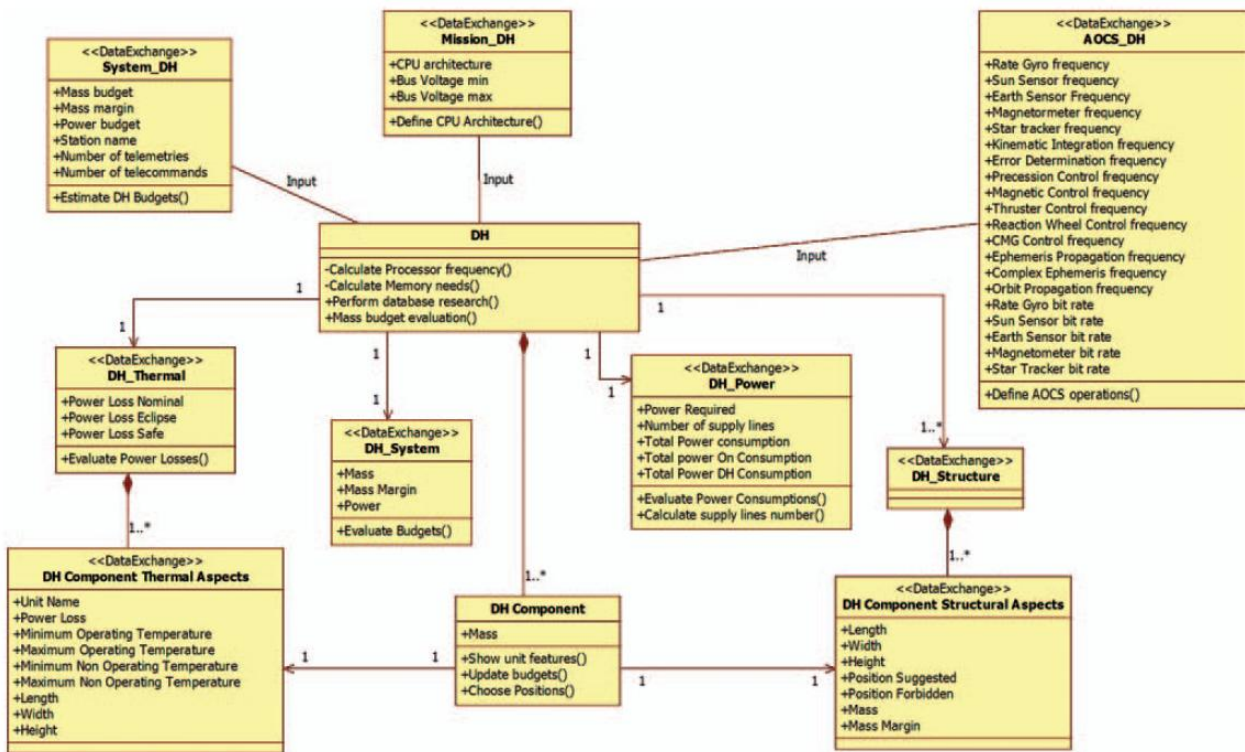 <<DataExchange>>
System_DH
+Mass budget
+Mass margin
+Power budget
+Station name
+Number of telemetries
+Number of telecommands
+Estimate DH Budgets()
<<DataExchange>>
Mission_DH
+CPU architecture
+Bus Voltage min
+Bus Voltage max
+Define CPU Architecture()
<<DataExchange>>
AOCS_DH
+Rate Gyro frequency
+Sun Sensor frequency
+Earth Sensor Frequency
+Magnetormeter frequency
+Star tracker frequency
+Kinematic Integration frequency
+Error Determination frequency
+Precession Control frequency
+Magnetic Control frequency
+Thruster Control frequency
+Reaction Wheel Control frequency
+CMG Control frequency
+Ephemeris Propagation frequency
+Complex Ephemeris frequency
+Orbit Propagation frequency
+Rate Gyro bit rate
+Sun Sensor bit rate
+Earth Sensor bit rate
+Magnetometer bit rate
+Star Tracker bit rate
+Define AOCS operations()
Input
Input
Input
DH
-Calculate Processor frequency()
-Calculate Memory needs()
+Perform database research()
+Mass budget evaluation()
1
1
1
1
1
1
1
1..*
<<DataExchange>>
DH_Thermal
+Power Loss Nominal
+Power Loss Eclipse
+Power Loss Safe
+Evaluate Power Losses()
<<DataExchange>>
DH_System
+Mass
+Mass Margin
+Power
+Evaluate Budgets()
<<DataExchange>>
DH_Power
+Power Required
+Number of supply lines
+Total Power consumption
+Total power On Consumption
+Total Power DH Consumption
+Evaluate Power Consumptions()
+Calculate supply lines number()
<<DataExchange>>
DH_Structure
1..*
1..*
1..*
<<DataExchange>>
DH Component Thermal Aspects
+Unit Name
+Power Loss
+Minimum Operating Temperature
+Maximum Operating Temperature
+Minimum Non Operating Temperature
+Maximum Non Operating Temperature
+Length
+Width
+Height
1
1
DH Component
+Mass
+Show unit features()
+Update budgets()
+Choose Positions()
1
1
<<DataExchange>>
DH Component Structural Aspects
+Length
+Width
+Height
+Position Suggested
+Position Forbidden
+Mass
+Mass Margin